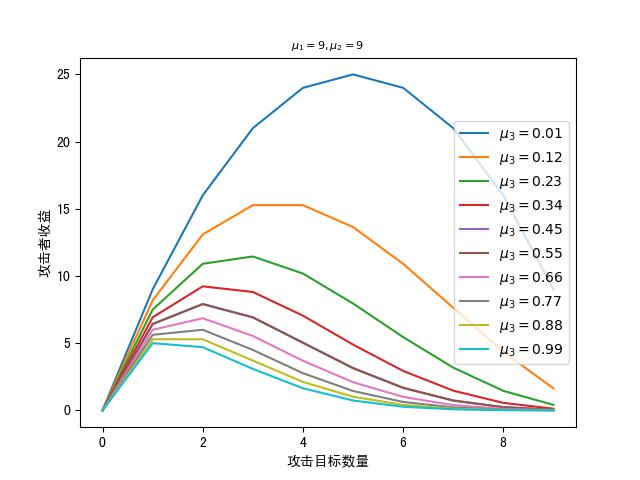 μ₁ = 9, μ₂ = 9
25
20
15
10
5
0
攻击者收益
μ₃ = 0.01
μ₃ = 0.12
μ₃ = 0.23
μ₃ = 0.34
μ₃ = 0.45
μ₃ = 0.55
μ₃ = 0.66
μ₃ = 0.77
μ₃ = 0.88
μ₃ = 0.99
0 2 4 6 8
攻击目标数量